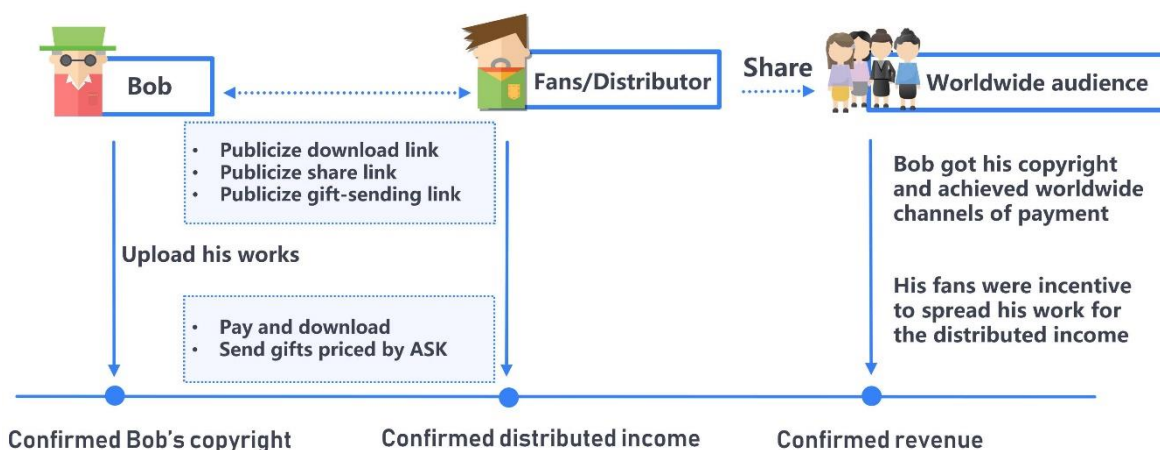 Bob
Fans/Distributor
Share
Worldwide audience
• Publicize download link
• Publicize share link
• Publicize gift-sending link
Upload his works
• Pay and download
• Send gifts priced by ASK
Bob got his copyright
and achieved worldwide
channels of payment
His fans were incentive
to spread his work for
the distributed income
Confirmed Bob's copyright
Confirmed distributed income
Confirmed revenue